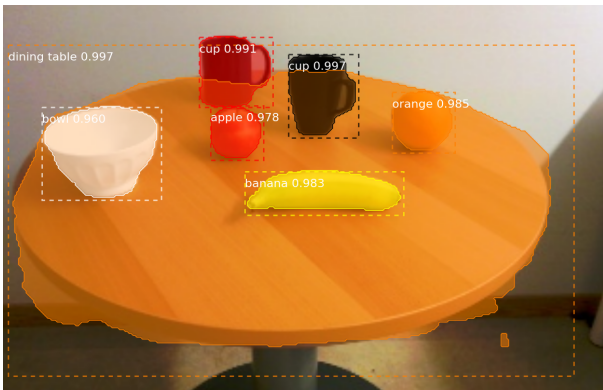 cup 0.991
dining table 0.997
cup 0.997
orange 0.985
bowl 0.960
apple 0.978
banana 0.983